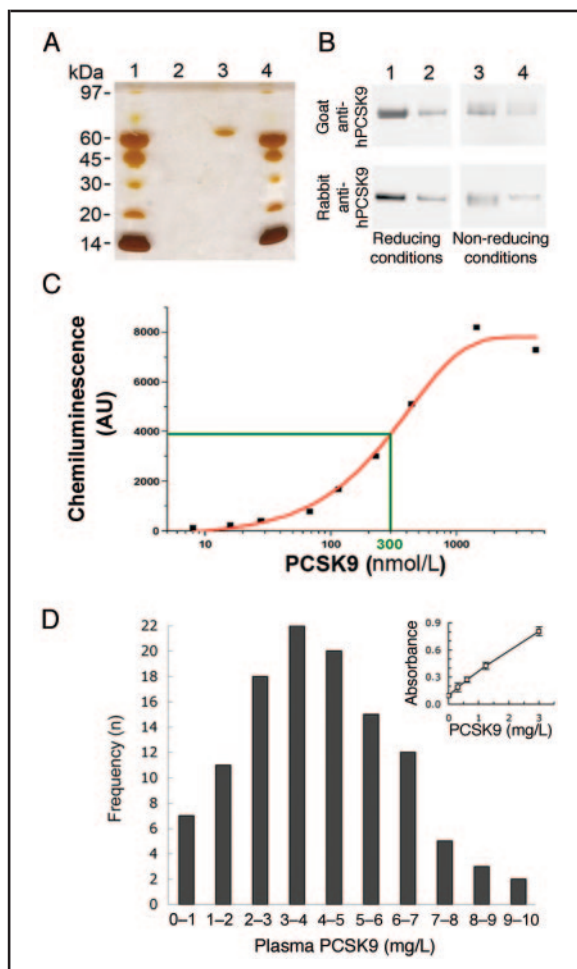 A
kDa 1 2 3 4
97-
60-
45-
30-
20-
14-
B
1 2 3 4
Goat
anti-
hPCSK9
Rabbit
anti-
hPCSK9
Reducing
conditions
Non-reducing
conditions
C
Chemiluminescence
(AU)
8000
6000
4000
2000
0
10 100 300 1000
PCSK9 (nmol/L)
D
Frequency (n)
22
20
18
16
14
12
10
8
6
4
2
0
0–1 1–2 2–3 3–4 4–5 5–6 6–7 7–8 8–9 9–10
Plasma PCSK9 (mg/L)
Absorbance
0.9
0.6
0.3
0.0
0 1 2 3
PCSK9 (mg/L)